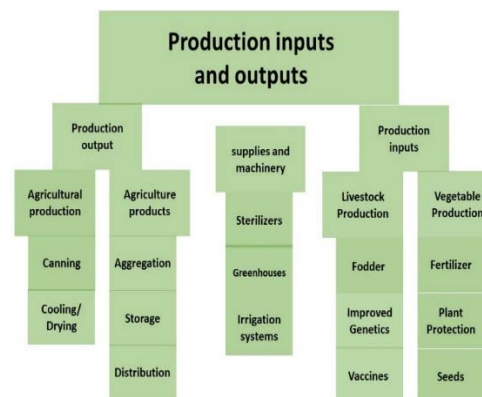 Production inputs
and outputs
Production
output
Agricultural
production
Canning
Cooling/
Drying
Agriculture
products
Aggregation
Storage
Distribution
supplies and
machinery
Sterilizers
Greenhouses
Irrigation
systems
Production
inputs
Livestock
Production
Fodder
Improved
Genetics
Vaccines
Vegetable
Production
Fertilizer
Plant
Protection
Seeds